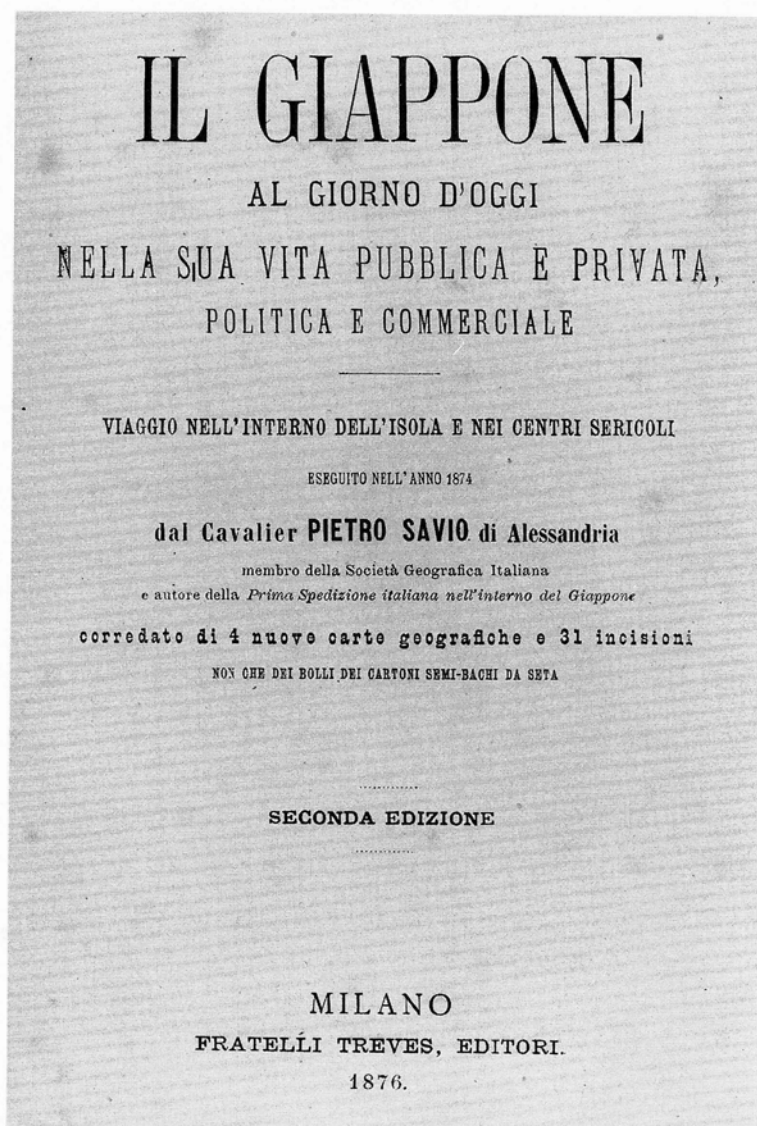 IL GIAPPONE
AL GIORNO D'OGGI
NELLA SUA VITA PUBBLICA E PRIVATA,
POLITICA E COMMERCIALE
VIAGGIO NELL'INTERNO DELL'ISOLA E NEI CENTRI SERICOLI
ESEGUITO NELL'ANNO 1874
dal Cavalier PIETRO SAVIO di Alessandria
membro della Società Geografica Italiana
e autore della Prima Spedizione italiana nell'interno del Giappone
corredato di 4 nuove carte geografiche e 31 incisioni
NON CHE DEI BOLLI DEI CARTONI SEMI-BACHI DA SETA
SECONDA EDIZIONE
MILANO
FRATELLI TREVES, EDITORI.
1876.